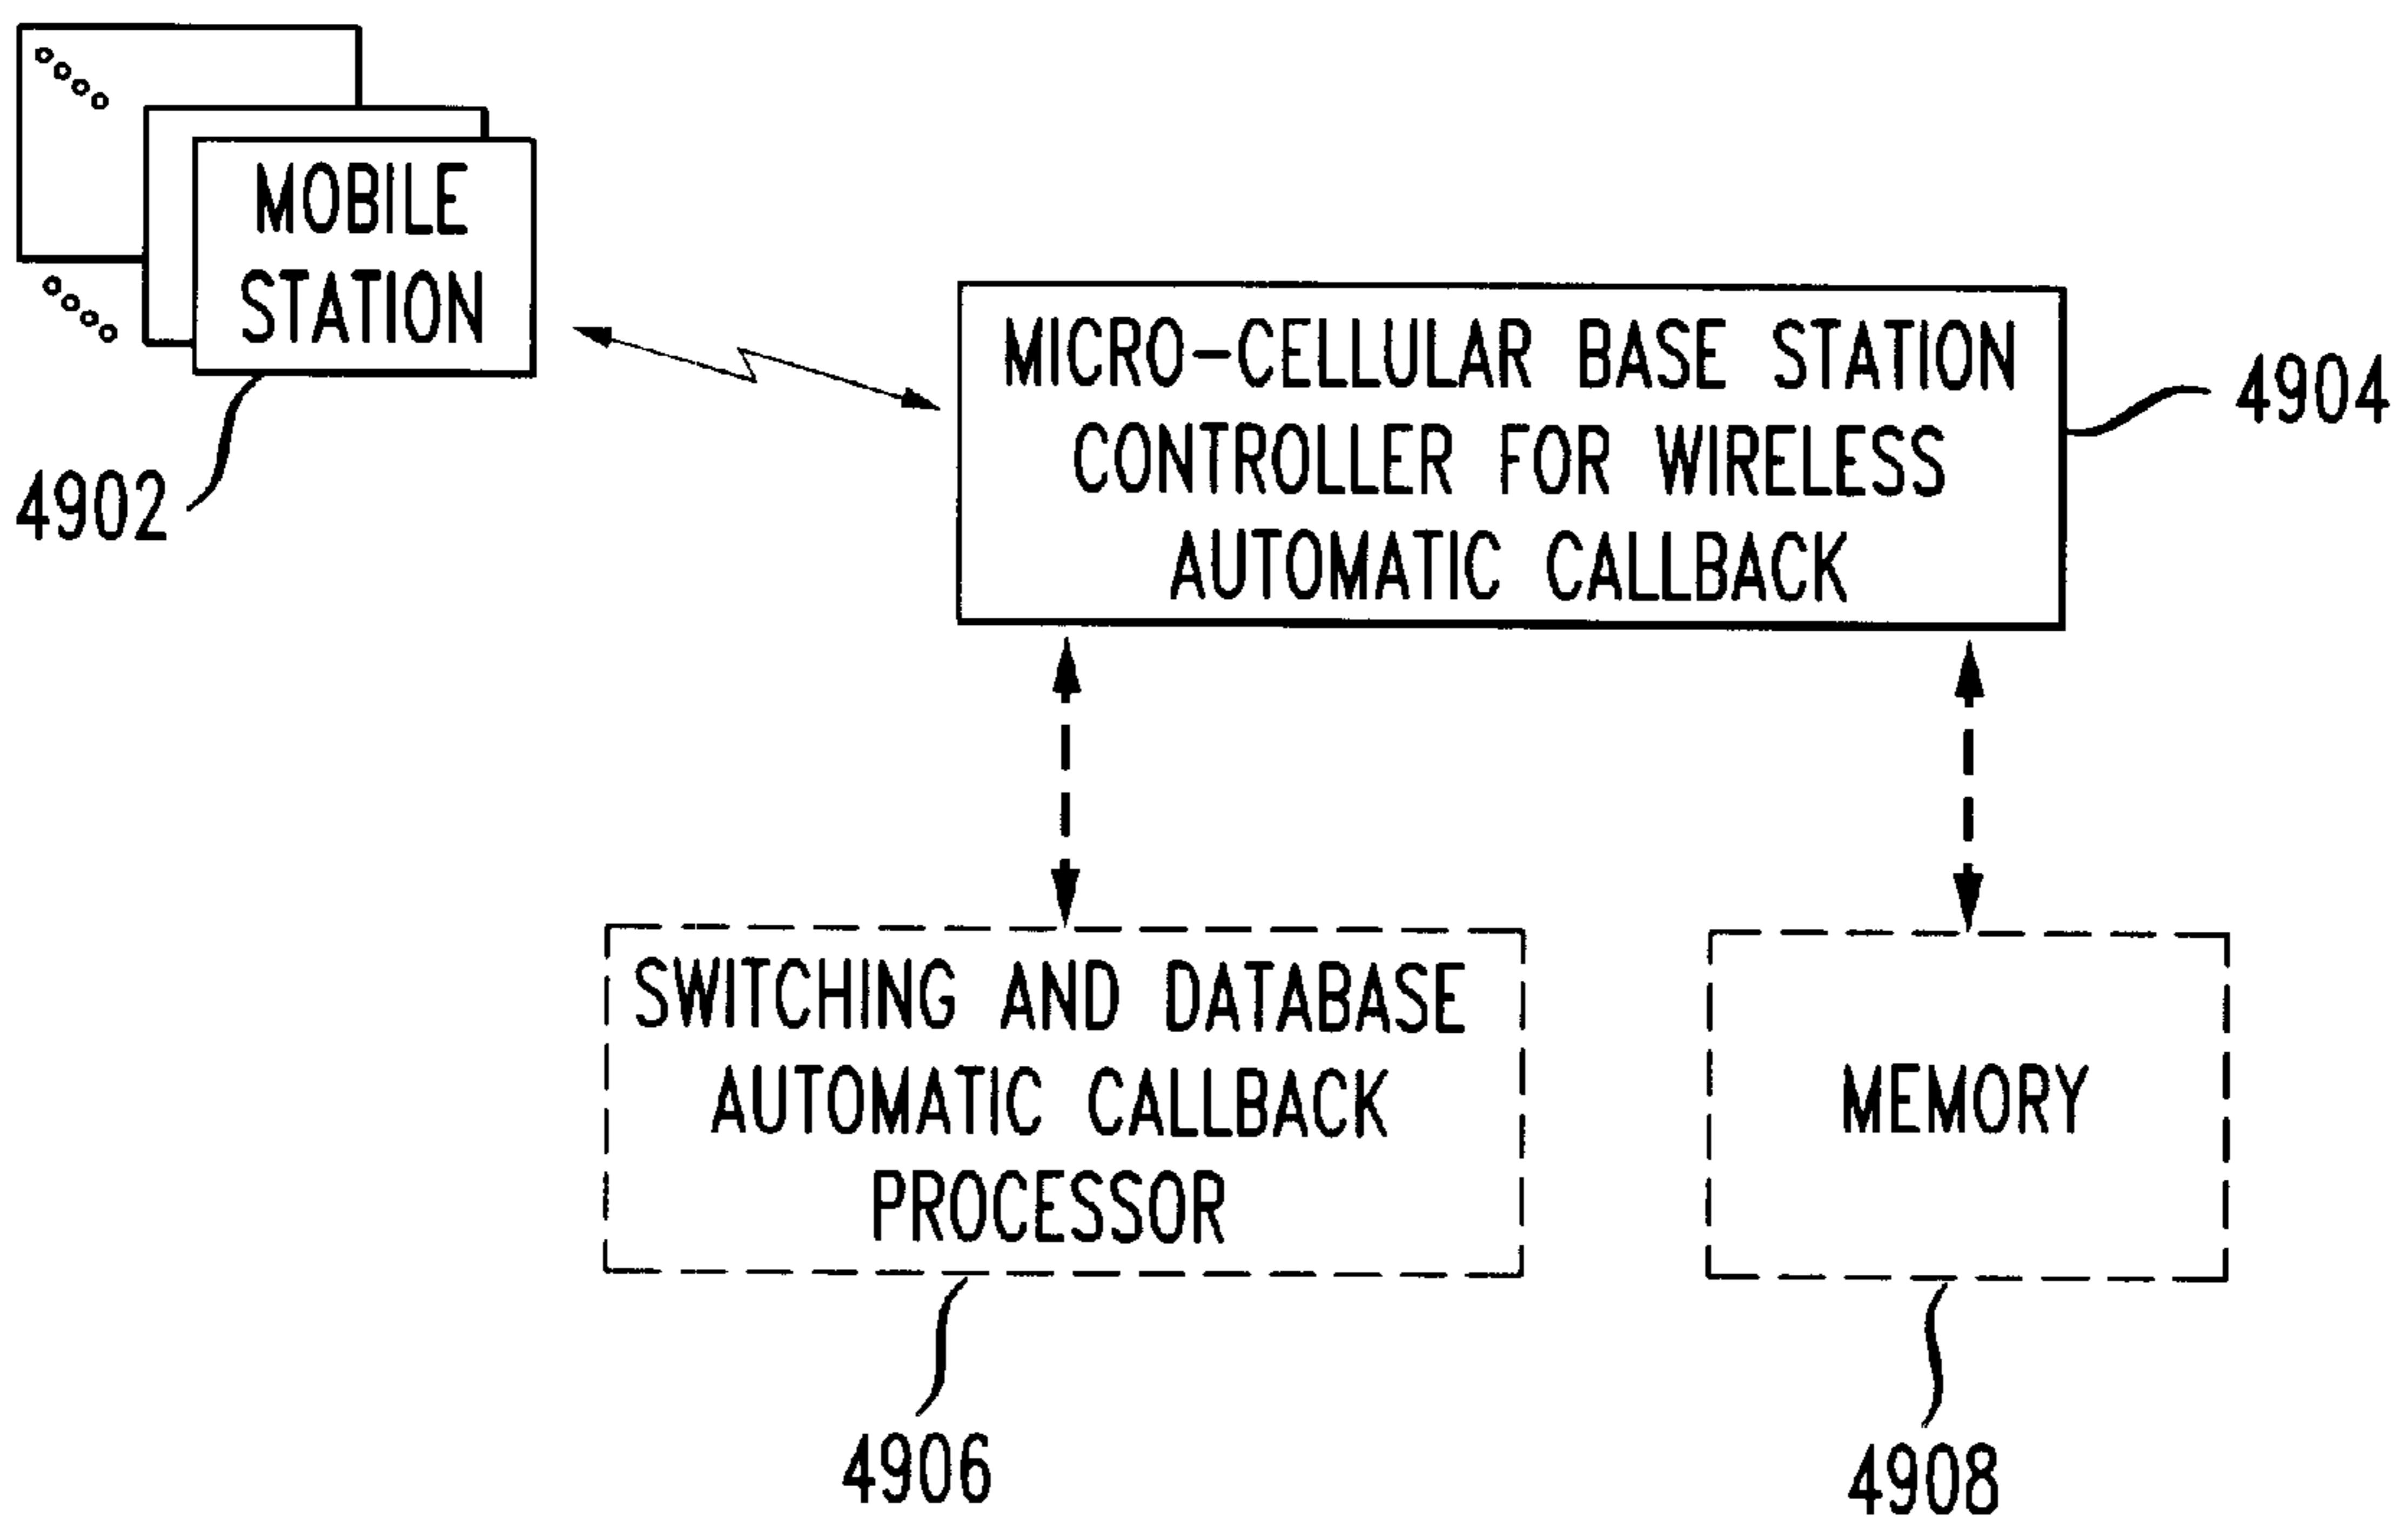 MOBILE
STATION
4902
MICRO-CELLULAR BASE STATION
CONTROLLER FOR WIRELESS
AUTOMATIC CALLBACK
4904
SWITCHING AND DATABASE
AUTOMATIC CALLBACK
PROCESSOR
4906
MEMORY
4908